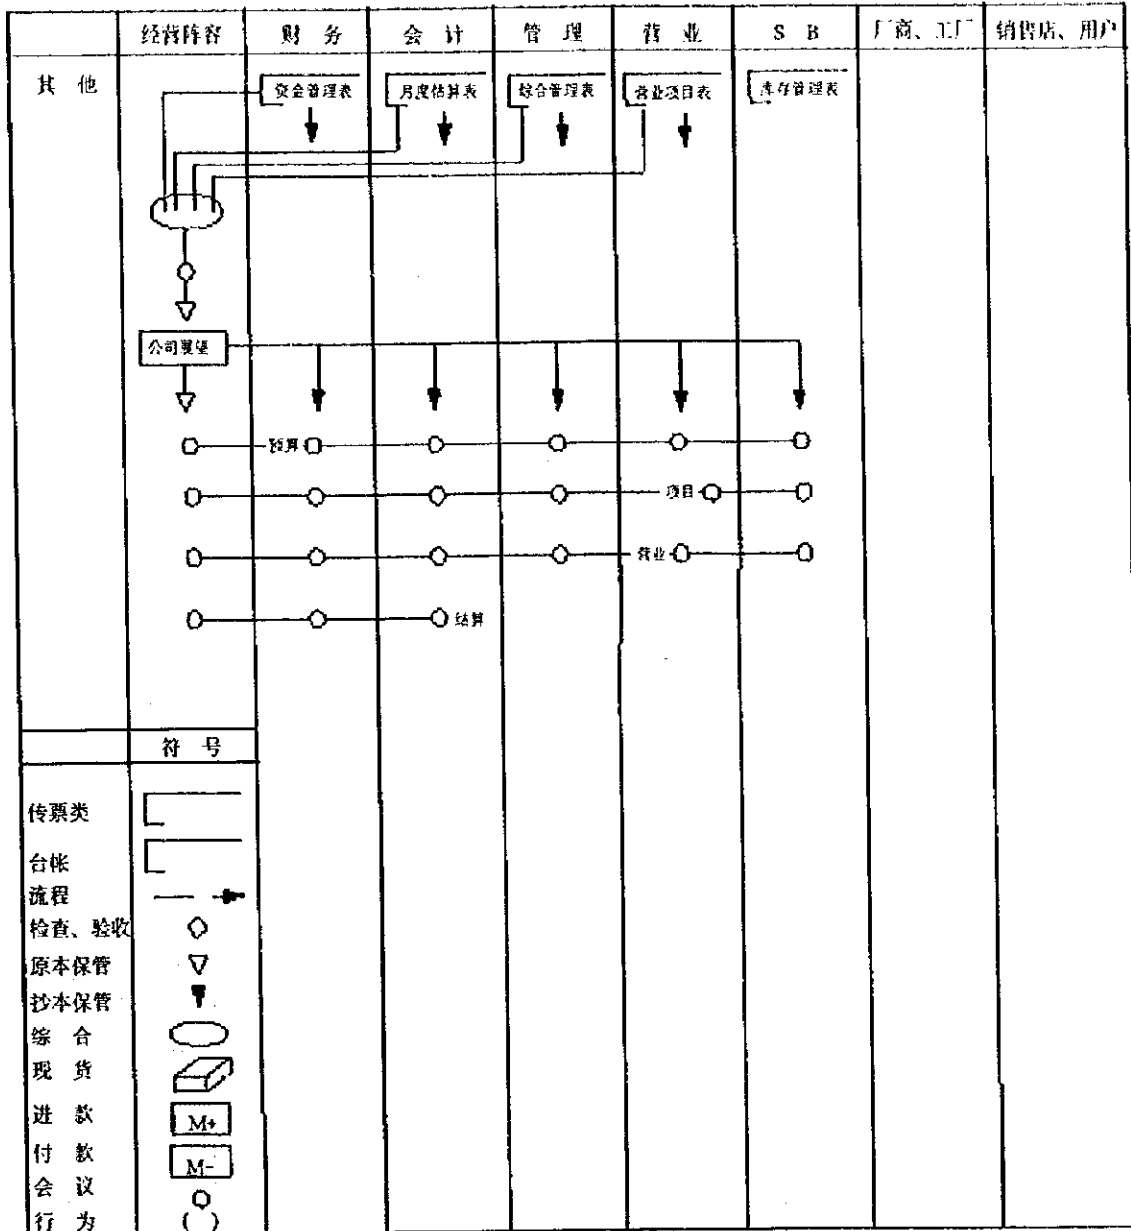 经营阵容 财务 会计 管理 营业 S B 厂商、工厂 销售店、用户
其他 资金管理表 月度估算表 综合管理表 营业项目表 库存管理表
公司展望
预算
项目
营业
结算
符号
传票类
台帐
流程
检查、验收
原本保管
抄本保管
综合
现货
进款 M+
付款 M-
会议
行为 ( )